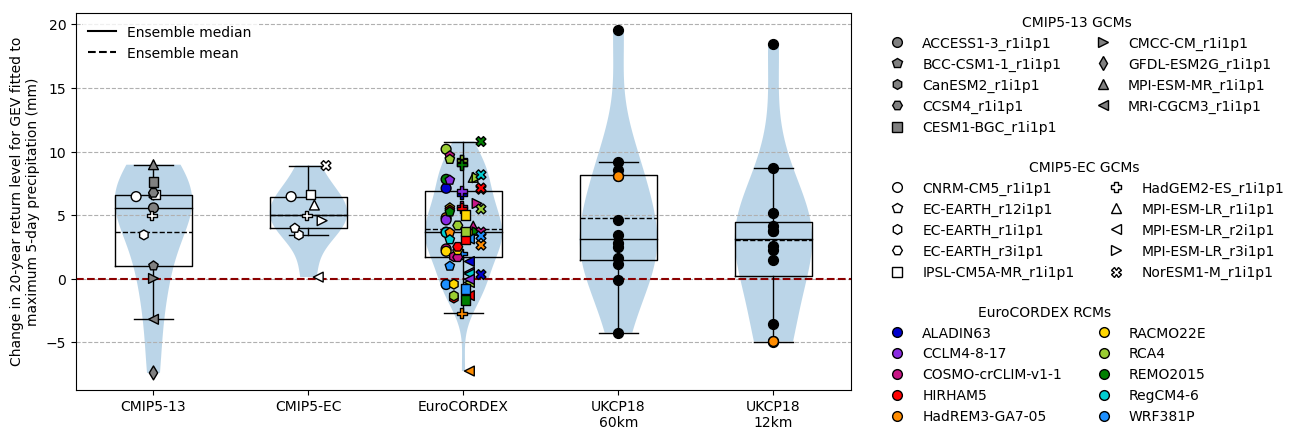 Change in 20-year return level for GEV fitted to
maximum 5-day precipitation (mm)
20
15
10
5
0
−5
Ensemble median
Ensemble mean
CMIP5-13
CMIP5-EC
EuroCORDEX
UKCP18
60km
UKCP18
12km
CMIP5-13 GCMs
ACCESS1-3_r1i1p1
BCC-CSM1-1_r1i1p1
CanESM2_r1i1p1
CCSM4_r1i1p1
CESM1-BGC_r1i1p1
CMCC-CM_r1i1p1
GFDL-ESM2G_r1i1p1
MPI-ESM-MR_r1i1p1
MRI-CGCM3_r1i1p1
CMIP5-EC GCMs
CNRM-CM5_r1i1p1
EC-EARTH_r12i1p1
EC-EARTH_r1i1p1
EC-EARTH_r3i1p1
IPSL-CM5A-MR_r1i1p1
HadGEM2-ES_r1i1p1
MPI-ESM-LR_r1i1p1
MPI-ESM-LR_r2i1p1
MPI-ESM-LR_r3i1p1
NorESM1-M_r1i1p1
EuroCORDEX RCMs
ALADIN63
CCLM4-8-17
COSMO-crCLIM-v1-1
HIRHAM5
HadREM3-GA7-05
RACMO22E
RCA4
REMO2015
RegCM4-6
WRF381P